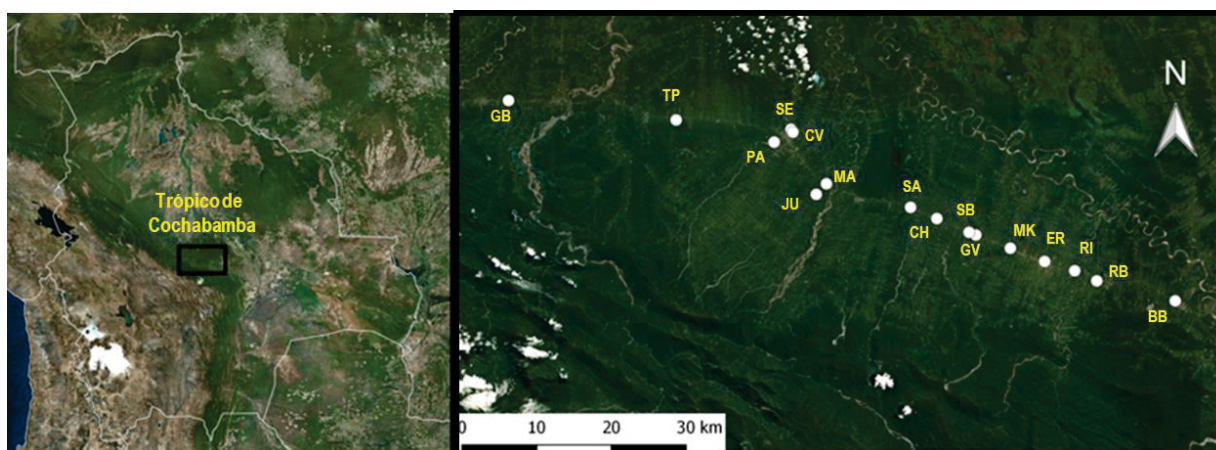 Trópico de
Cochabamba
N
GB
TP
SE
CV
PA
MA
JU
SA
CH
SB
GV
MK
ER
RI
RB
BB
0 10 20 30 km